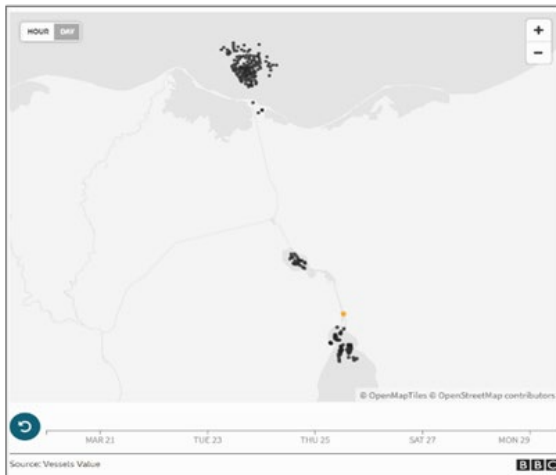 HOUR DAY
+
−
© OpenMapTiles © OpenStreetMap contributors
MAR 21 TUE 23 THU 25 SAT 27 MON 29
Source: Vessels Value BBC